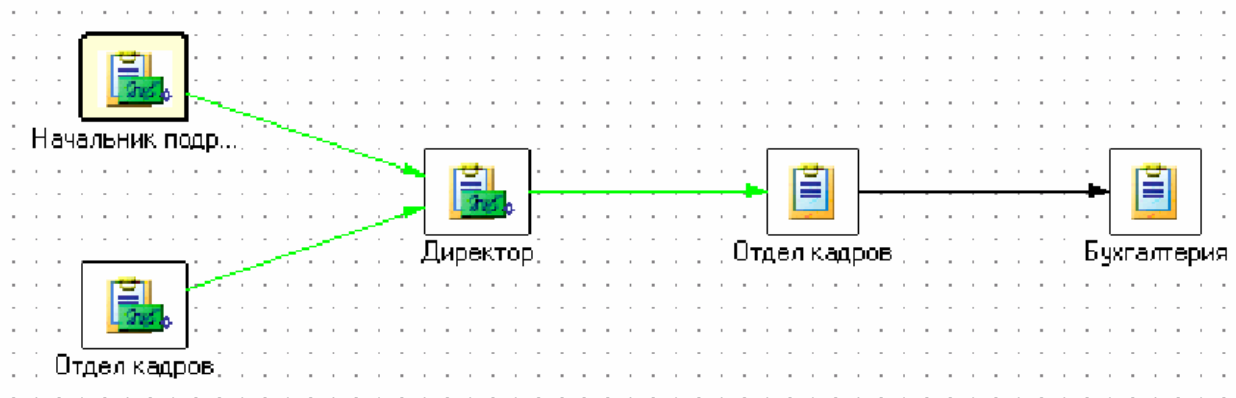 Начальник подр...
Директор
Отдел кадров
Бухгалтерия
Отдел кадров